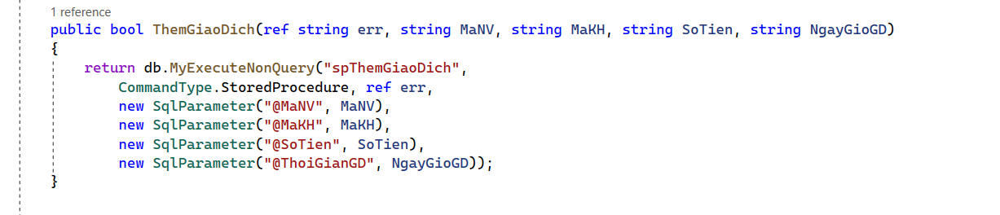 1 reference
public bool ThemGiaoDich(ref string err, string MaNV, string MaKH, string SoTien, string NgayGioGD)
{
return db.MyExecuteNonQuery("spThemGiaoDich",
CommandType.StoredProcedure, ref err,
new SqlParameter("@MaNV", MaNV),
new SqlParameter("@MaKH", MaKH),
new SqlParameter("@SoTien", SoTien),
new SqlParameter("@ThoiGianGD", NgayGioGD));
}